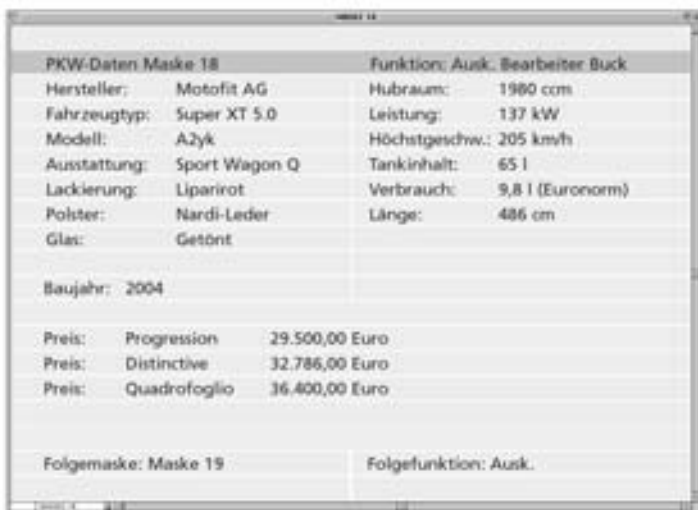 PKW-Daten Maske 18 Funktion: Ausk. Bearbeiter Buck
Hersteller: Motofit AG Hubraum: 1980 ccm
Fahrzeugtyp: Super XT 5.0 Leistung: 137 kW
Modell: A2yk Höchstgeschw.: 205 km/h
Ausstattung: Sport Wagon Q Tankinhalt: 65 l
Lackierung: Liparirot Verbrauch: 9,8 l (Euronorm)
Polster: Nardi-Leder Länge: 486 cm
Glas: Getönt
Baujahr: 2004
Preis: Progression 29.500,00 Euro
Preis: Distinctive 32.786,00 Euro
Preis: Quadrofoglio 36.400,00 Euro
Folgemaske: Maske 19 Folgefunktion: Ausk.